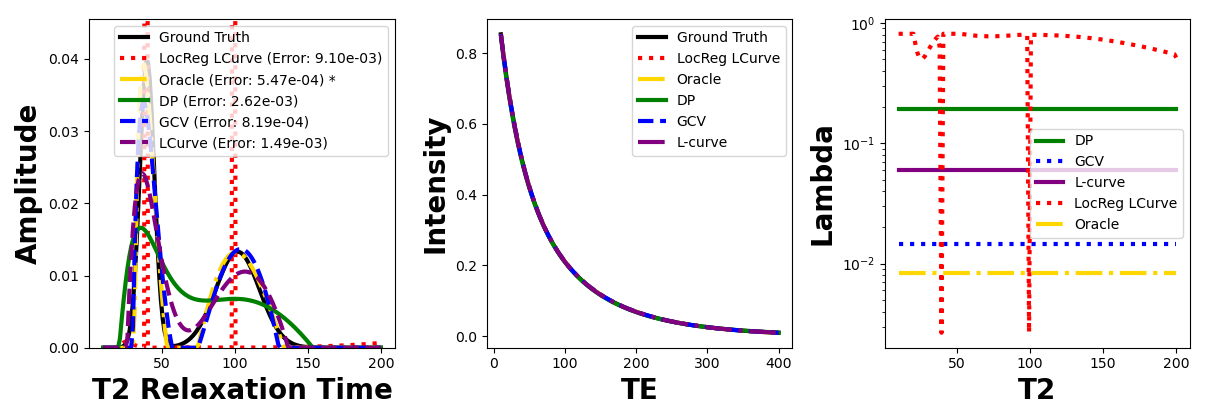 Amplitude
0.00
0.01
0.02
0.03
0.04
50
100
150
200
T2 Relaxation Time
Ground Truth
LocReg LCurve (Error: 9.10e-03)
Oracle (Error: 5.47e-04) *
DP (Error: 2.62e-03)
GCV (Error: 8.19e-04)
LCurve (Error: 1.49e-03)
Intensity
0.0
0.2
0.4
0.6
0.8
0
100
200
300
400
TE
Ground Truth
LocReg LCurve
Oracle
DP
GCV
L-curve
Lambda
10⁰
10⁻¹
10⁻²
50
100
150
200
T2
DP
GCV
L-curve
LocReg LCurve
Oracle